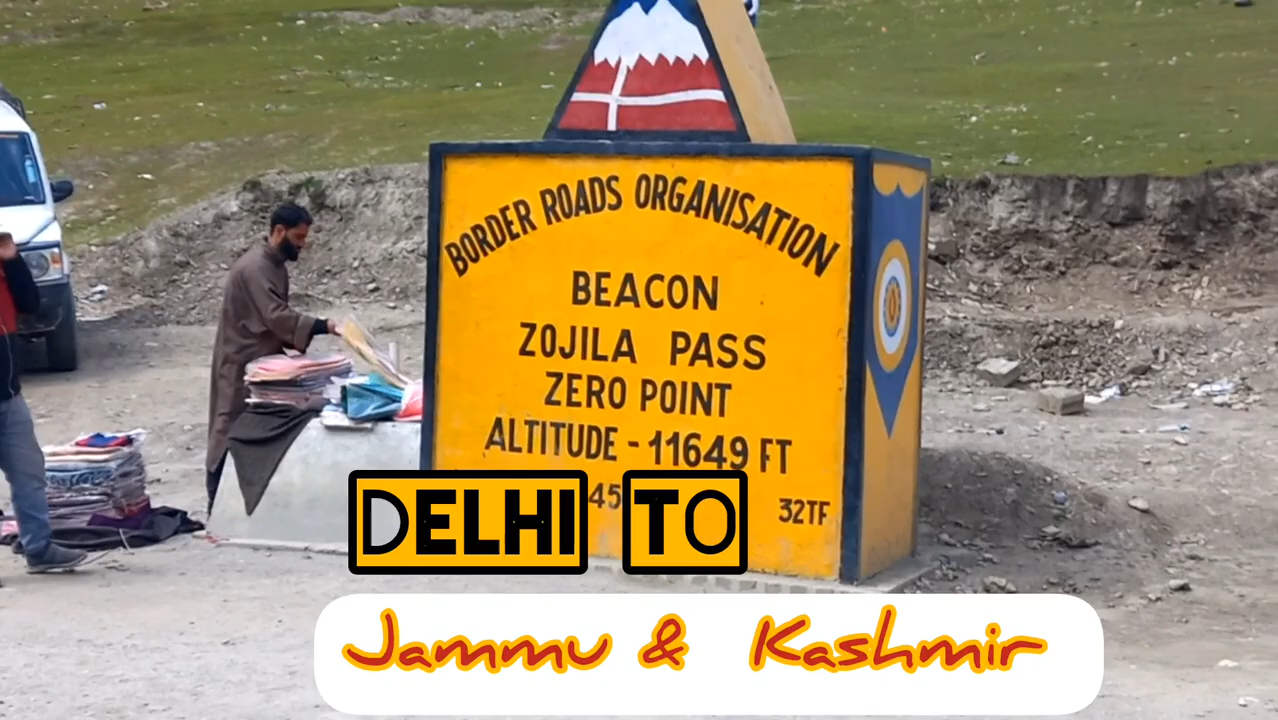 BORDER ROADS ORGANISATION
BEACON
ZOJILA PASS
ZERO POINT
ALTITUDE - 11649 FT
32TF
DELHI TO
Jammu & Kashmir